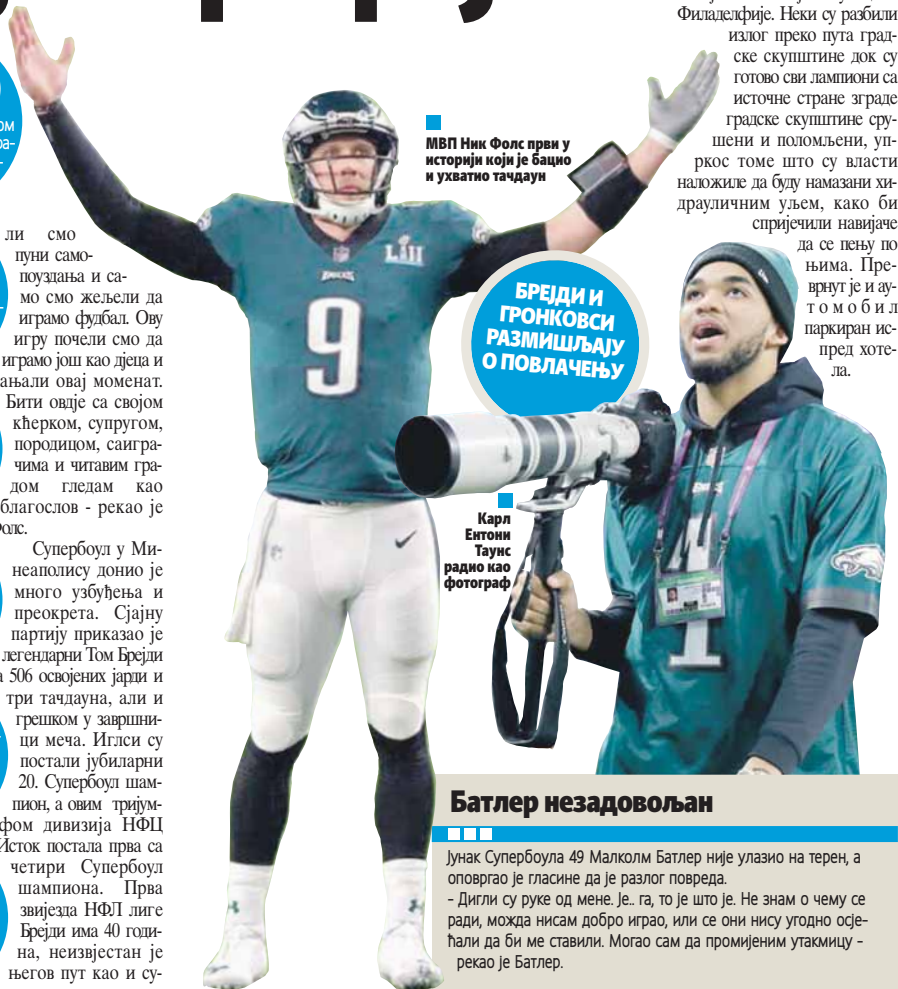 ли смо
пуни само-
поуздања и са-
мо смо жељели да
играмо фудбал. Ову
игру почели смо да
играмо још као дјеца и
овај моменат.
Бити овдје са својом
кћерком, супругом,
породицом, саигра-
чима и читавим гра-
дом гледам као
благослов - рекао је
Супербоул у Ми-
неаполису донио је
много узбуђења и
преокрета. Сјајну
партију приказао је
легендарни Том Брејди
506 освојених јарди и
три тачдауна, али и
грешком у завршни-
ци меча. Иглси су
постали јубиларни
20. Супербоул шам-
пион, а овим тријум-
фом дивизија НФЦ
Исток постала прва са
четири Супербоул
шампиона. Прва
звијезда НФЛ лиге
Брејди има 40 годи-
на, неизвјестан је
његов пут као и су-
МВП Ник Фолс први у
историји који је бацио
и ухватио тачдаун
LII
EAGLES
9
БРЕЈДИ И
ГРОНКОВСИ
РАЗМИШЉАЈУ
О ПОВЛАЧЕЊУ
Карл
Ентони
Таунс
радио као
фотограф
Филаделфије. Неки су разбили
излог преко пута град-
ске скупштине док су
готово сви лампиони са
источне стране зграде
градске скупштине сру-
шени и поломљени, уп-
ркос томе што су власти
наложиле да буду намазани хи-
драуличним уљем, како би
спријечили навијаче
да се пењу по
њима. Пре-
врнут је и ау-
томобил
паркиран ис-
пред хоте-
ла.
1
Батлер незадовољан
Јунак Супербоула 49 Малколм Батлер није улазио на терен, а
оповргао је гласине да је разлог повреда.
- Дигли су руке од мене. Је.. га, то је што је. Не знам о чему се
ради, можда нисам добро играо, или се они нису угодно осје-
ћали да би ме ставили. Могао сам да промијеним утакмицу -
рекао је Батлер.